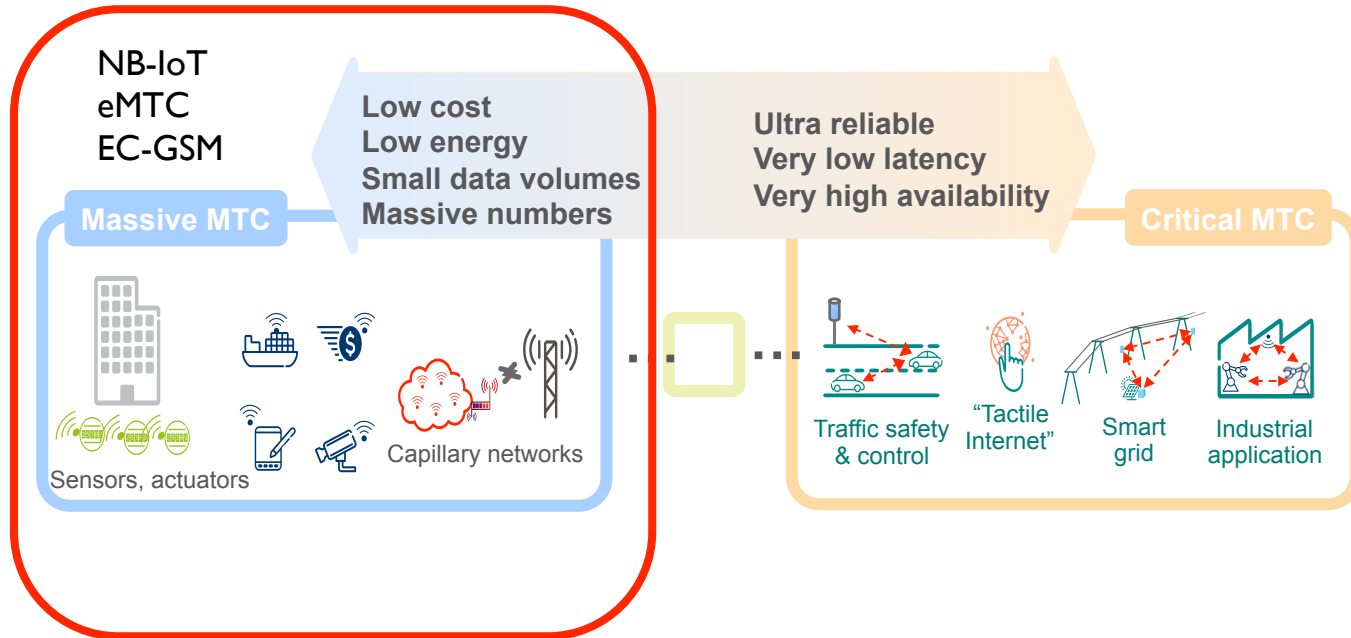 NB-IoT
eMTC
EC-GSM
Low cost
Low energy
Small data volumes
Massive numbers
Ultra reliable
Very low latency
Very high availability
Massive MTC
Critical MTC
$
Sensors, actuators
Capillary networks
Traffic safety
& control
“Tactile
Internet”
Smart
grid
Industrial
application